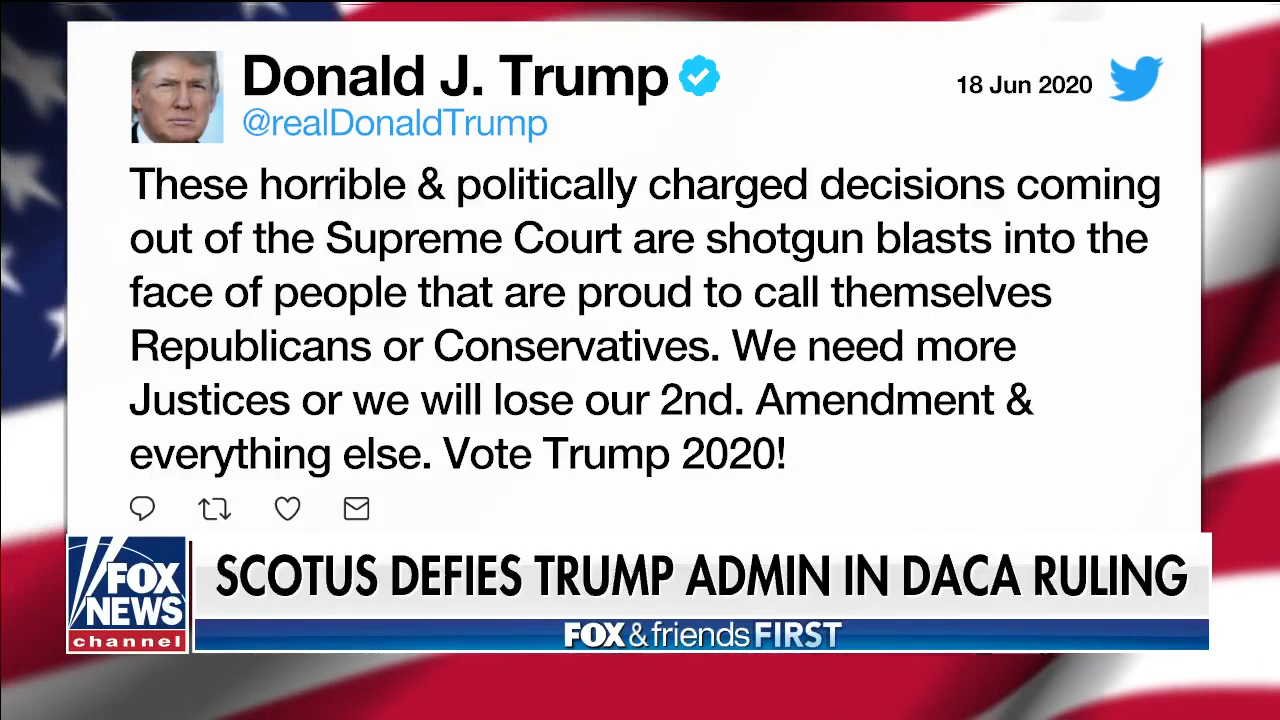 Donald J. Trump
@realDonaldTrump
18 Jun 2020
These horrible & politically charged decisions coming
out of the Supreme Court are shotgun blasts into the
face of people that are proud to call themselves
Republicans or Conservatives. We need more
Justices or we will lose our 2nd. Amendment &
everything else. Vote Trump 2020!
SCOTUS DEFIES TRUMP ADMIN IN DACA RULING
FOX
NEWS
channel
FOX & friends FIRST